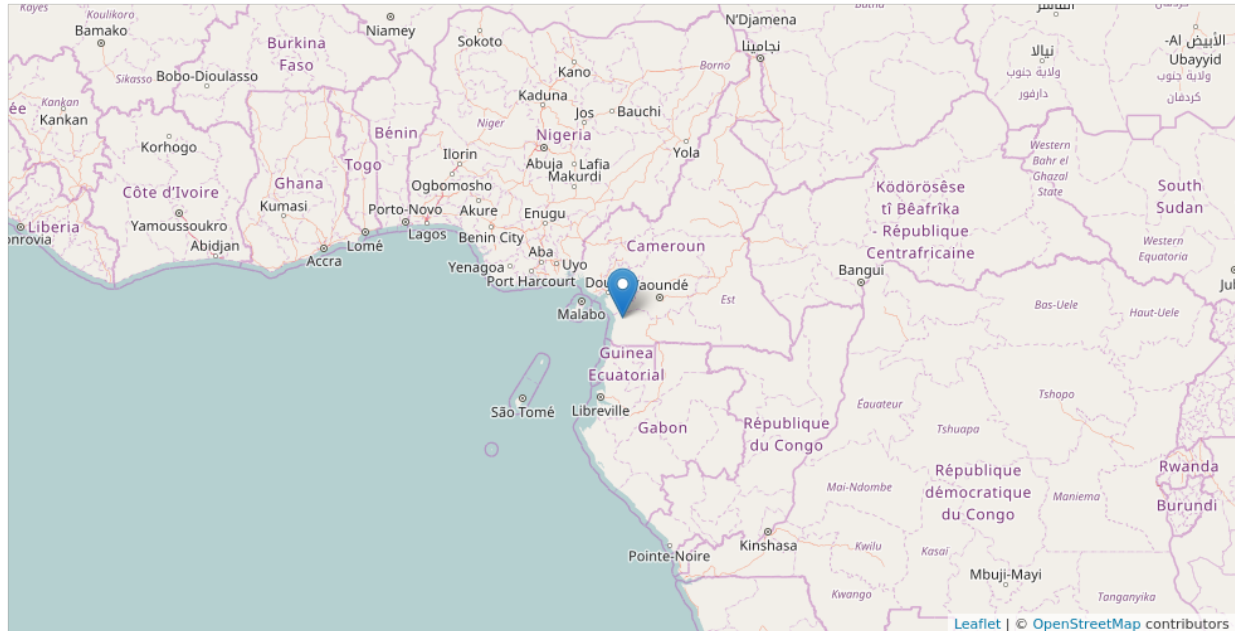 Kayes
Koulikoro
Bamako
Sikasso
Bobo-Dioulasso
Burkina
Faso
Niamey
Sokoto
Kano
Kaduna
Jos
Bauchi
Borno
N'Djamena
نجامينا
نيالا
ولاية جنوب
دارفور
Al-
الأبيض
Ubayyid
ولاية جنوب
كردفان
ée
Kankan
Kankan
Korhogo
Côte d'Ivoire
Yamoussoukro
Abidjan
Liberia
onrovia
Ghana
Kumasi
Accra
Togo
Lomé
Bénin
Porto-Novo
Niger
Nigeria
Abuja
Lafia
Makurdi
Yola
Ilorin
Ogbomosho
Akure
Lagos
Benin City
Enugu
Aba
Uyo
Yenagoa
Port Harcourt
Cameroun
Dou
aoundé
Est
Malabo
Guinea
Ecuatorial
São Tomé
Libreville
Gabon
République
du Congo
Ködörösêse
tî Bêafrîka
- République
Centrafricaine
Bangui
Western
Bahr el
Ghazal
State
South
Sudan
Western
Equatoria
Ju
Bas-Uele
Haut-Uele
Tshopo
Équateur
Tshuapa
Mai-Ndombe
République
démocratique
du Congo
Maniema
Rwanda
Burundi
Pointe-Noire
Kinshasa
Kwilu
Kasaï
Mbuji-Mayi
Kwango
Tanganyika
Leaflet | © OpenStreetMap contributors